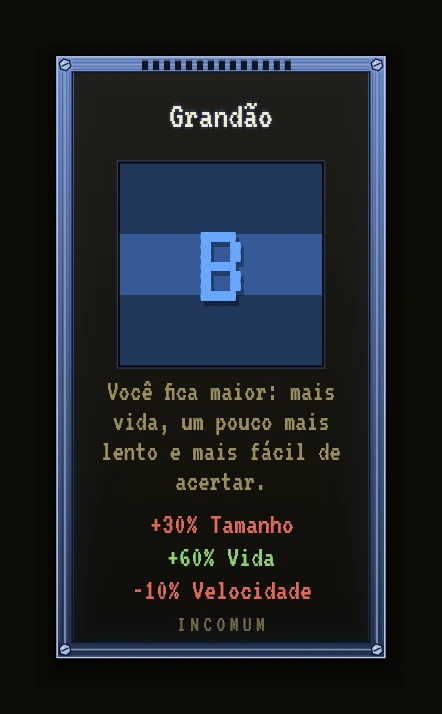 Grandão
B
Você fica maior: mais
vida, um pouco mais
lento e mais fácil de
acertar.
+30% Tamanho
+60% Vida
-10% Velocidade
INCOMUM